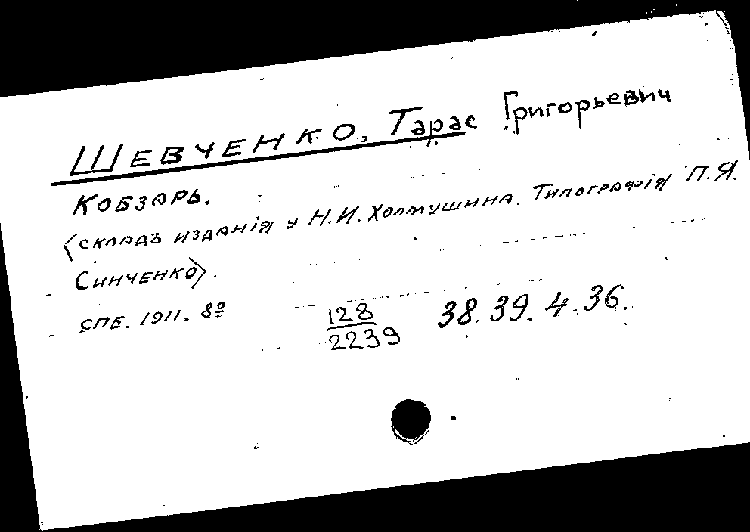 Шевченко, Тарас Григорьевич
Кобзарь.
(складъ изданія у Н.И. Холмушина. Типографія П.Я.
Синченко).
СПБ. 1911. 8º
128
2239
38.39.4.36.